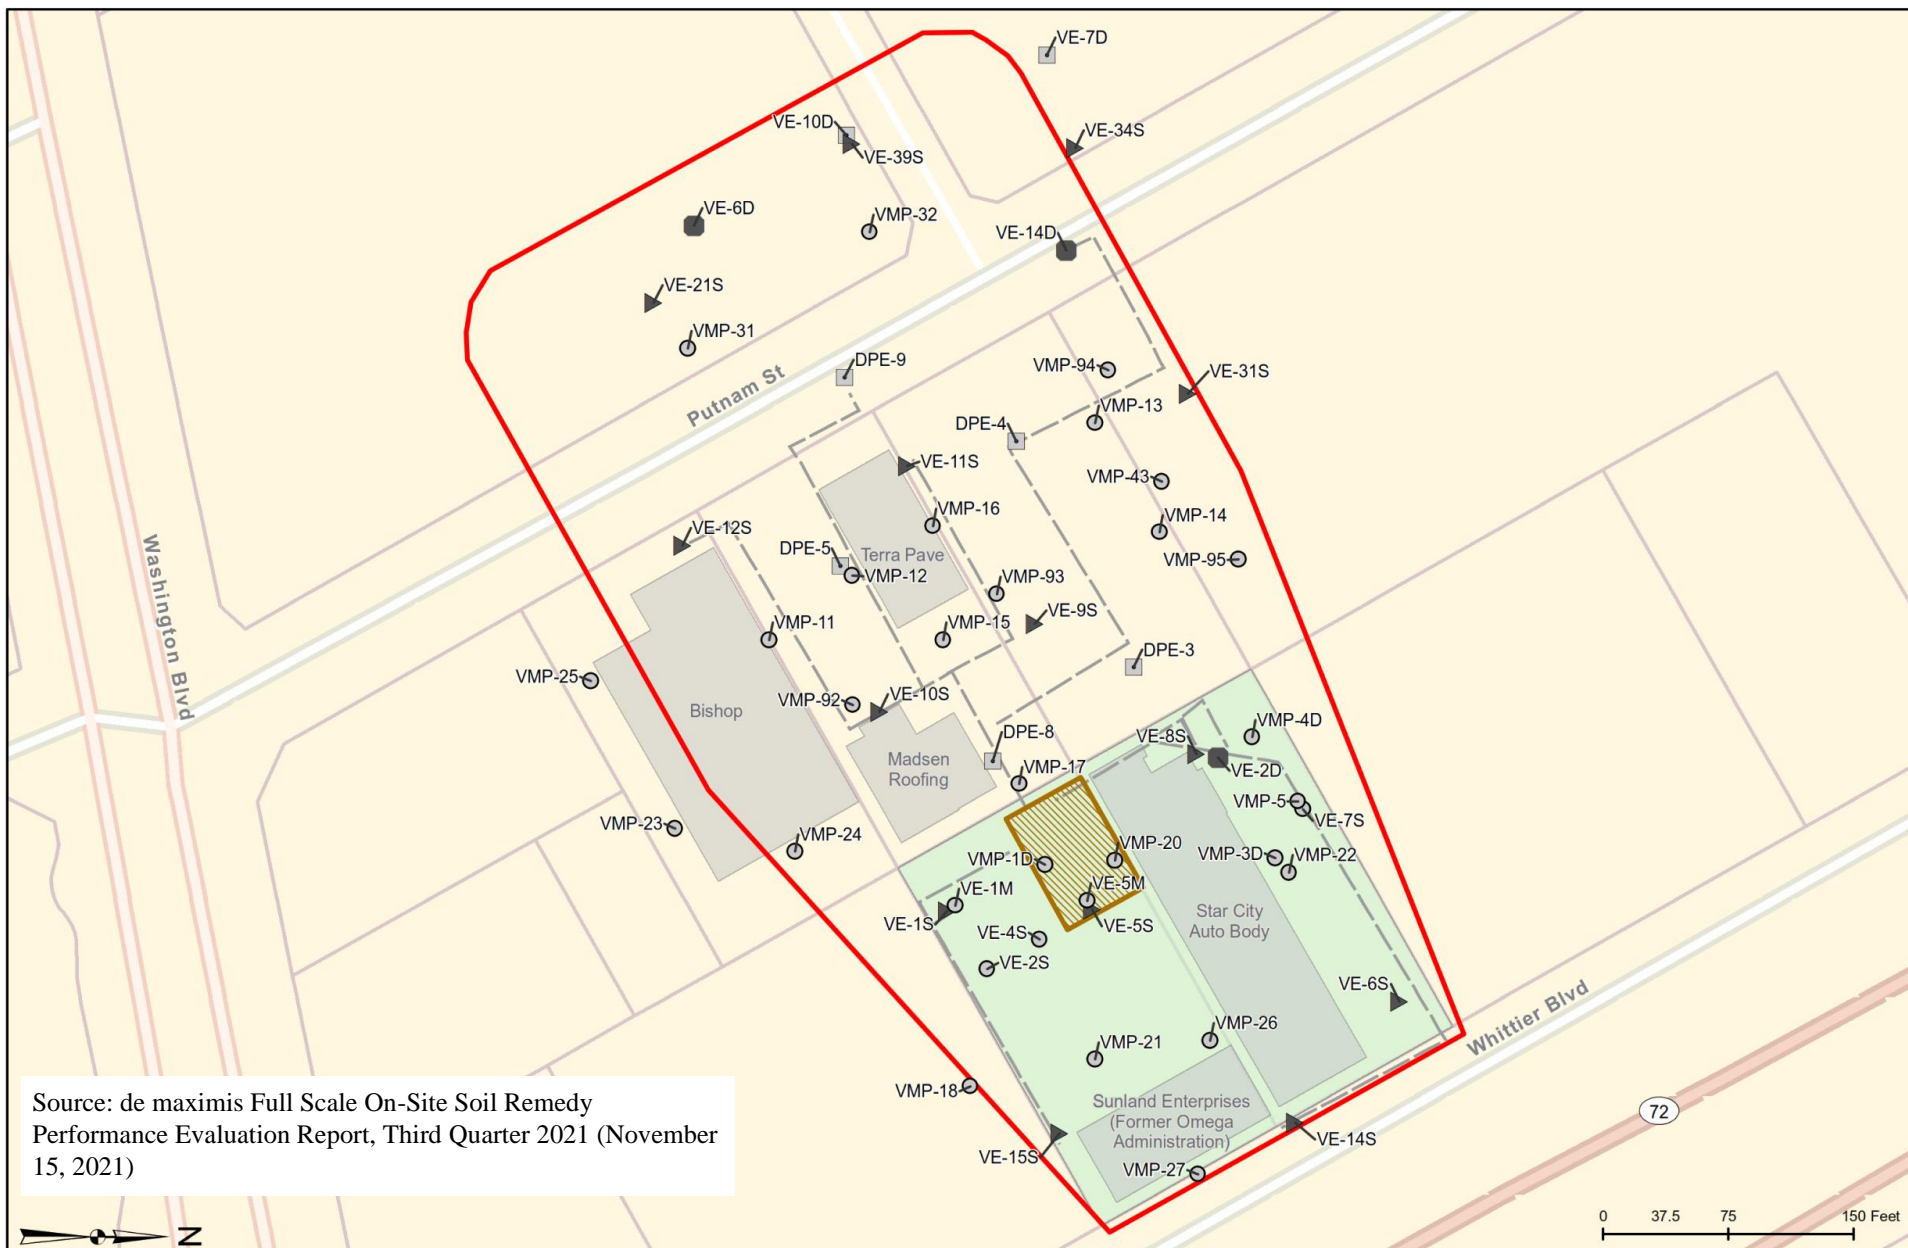 VE-7D
VE-10D
VE-34S
VE-39S
VE-6D
VMP-32
VE-14D
VE-21S
VMP-31
DPE-9
VMP-94
VE-31S
Putnam St
VMP-13
DPE-4
VE-11S
VMP-43
VMP-16
VMP-14
VE-12S
Washington Blvd
DPE-5
Terra Pave
VMP-95
VMP-12
VMP-93
VE-9S
VMP-11
VMP-15
VMP-25
DPE-3
VMP-92
VE-10S
Bishop
VMP-4D
DPE-8
VE-8S
Madsen
Roofing
VE-2D
VMP-17
VMP-5
VE-7S
VMP-23
VMP-24
VMP-20
VMP-1D
VMP-3D
VMP-22
VE-5M
VE-1M
VE-1S
VE-5S
Star City
Auto Body
VE-4S
VE-2S
VE-6S
Whittier Blvd
VMP-26
VMP-21
VMP-18
Sunland Enterprises
(Former Omega
Administration)
VE-14S
VE-15S
VMP-27
72
Source: de maximis Full Scale On-Site Soil Remedy
Performance Evaluation Report, Third Quarter 2021 (November
15, 2021)
N
0 37.5 75 150 Feet